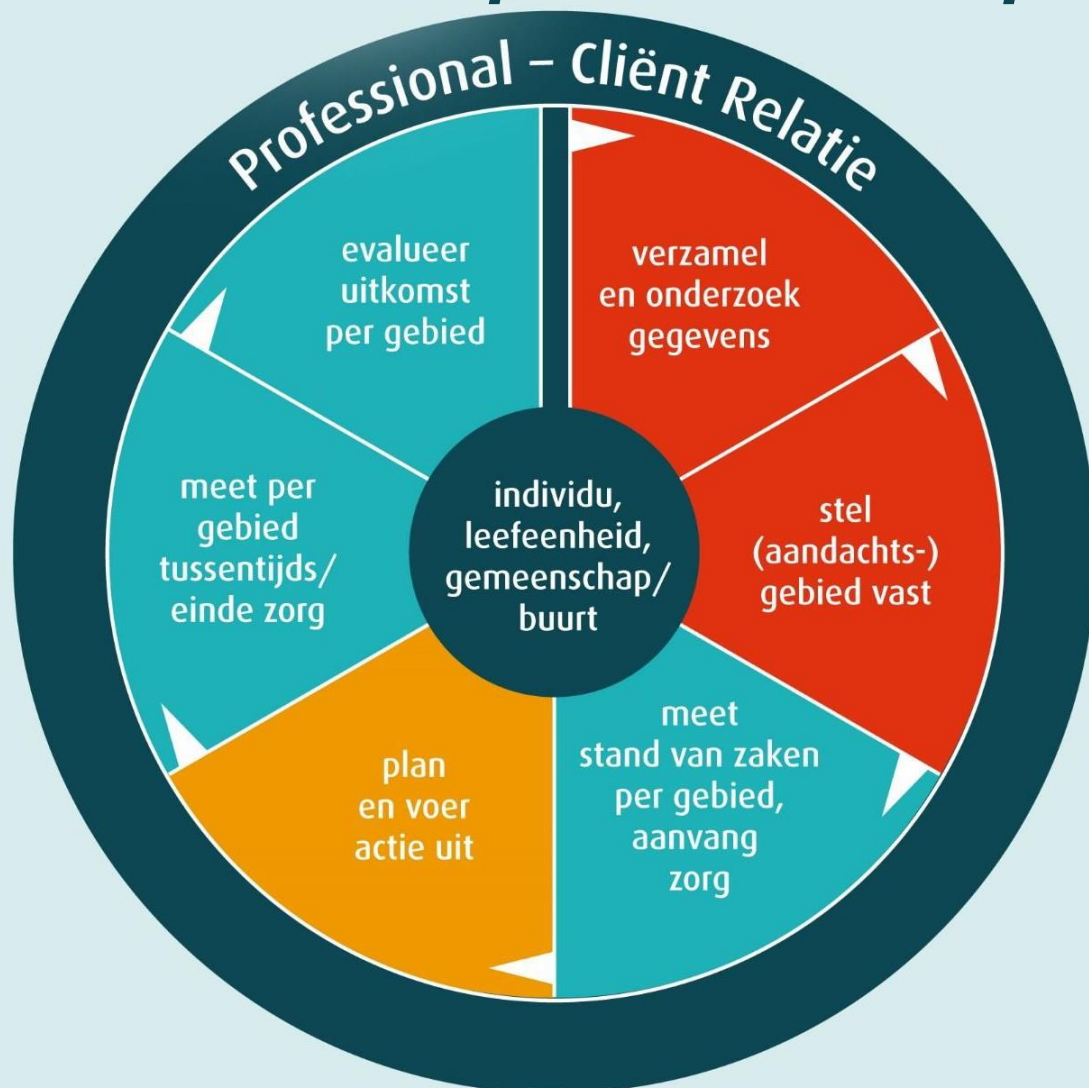 Professional – Cliënt Relatie
verzamel
en onderzoek
gegevens
stel
(aandachts-)
gebied vast
meet
stand van zaken
per gebied,
aanvang
zorg
plan
en voer
actie uit
meet per
gebied
tussentijds/
einde zorg
evalueer
uitkomst
per gebied
individu,
leefeenheid,
gemeenschap/
buurt